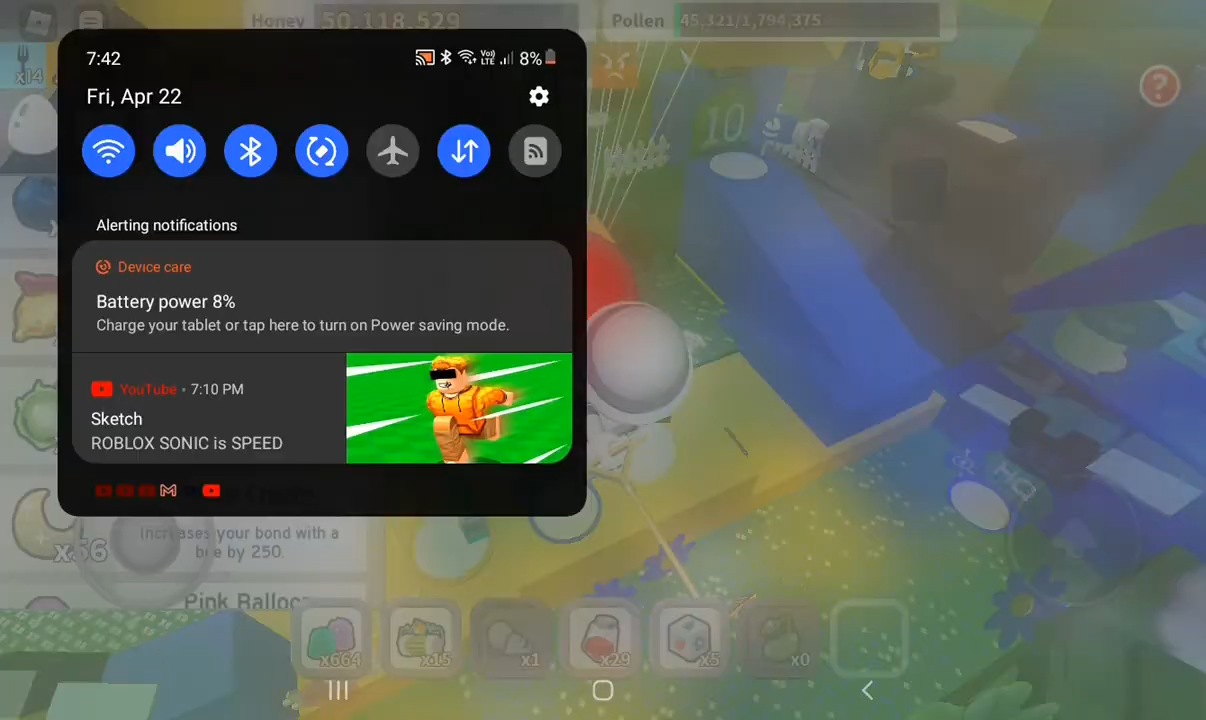 Honey 50,118,529
Pollen 45,321/1,794,375
7:42
8%
Fri, Apr 22
x14
10
?
Alerting notifications
Device care
Battery power 8%
Charge your tablet or tap here to turn on Power saving mode.
YouTube • 7:10 PM
Sketch
ROBLOX SONIC is SPEED
x56
Increases your bond with a
bee by 250.
Pink Balloo
HQ
x664
x15
x1
x29
x5
x0